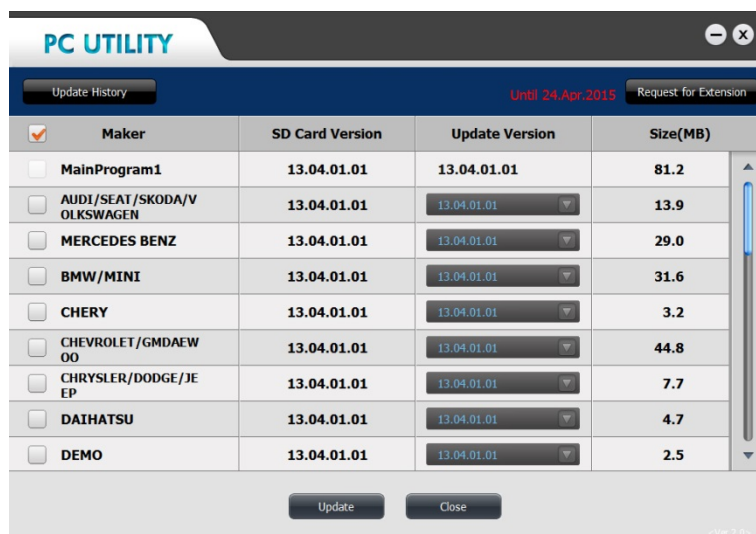 PC UTILITY
Update History
Until 24.Apr.2015
Request for Extension
Maker SD Card Version Update Version Size(MB)
MainProgram1 13.04.01.01 13.04.01.01 81.2
AUDI/SEAT/SKODA/V
OLKSWAGEN 13.04.01.01 13.04.01.01 13.9
MERCEDES BENZ 13.04.01.01 13.04.01.01 29.0
BMW/MINI 13.04.01.01 13.04.01.01 31.6
CHERY 13.04.01.01 13.04.01.01 3.2
CHEVROLET/GMDAEW
OO 13.04.01.01 13.04.01.01 44.8
CHRYSLER/DODGE/JE
EP 13.04.01.01 13.04.01.01 7.7
DAIHATSU 13.04.01.01 13.04.01.01 4.7
DEMO 13.04.01.01 13.04.01.01 2.5
Update Close